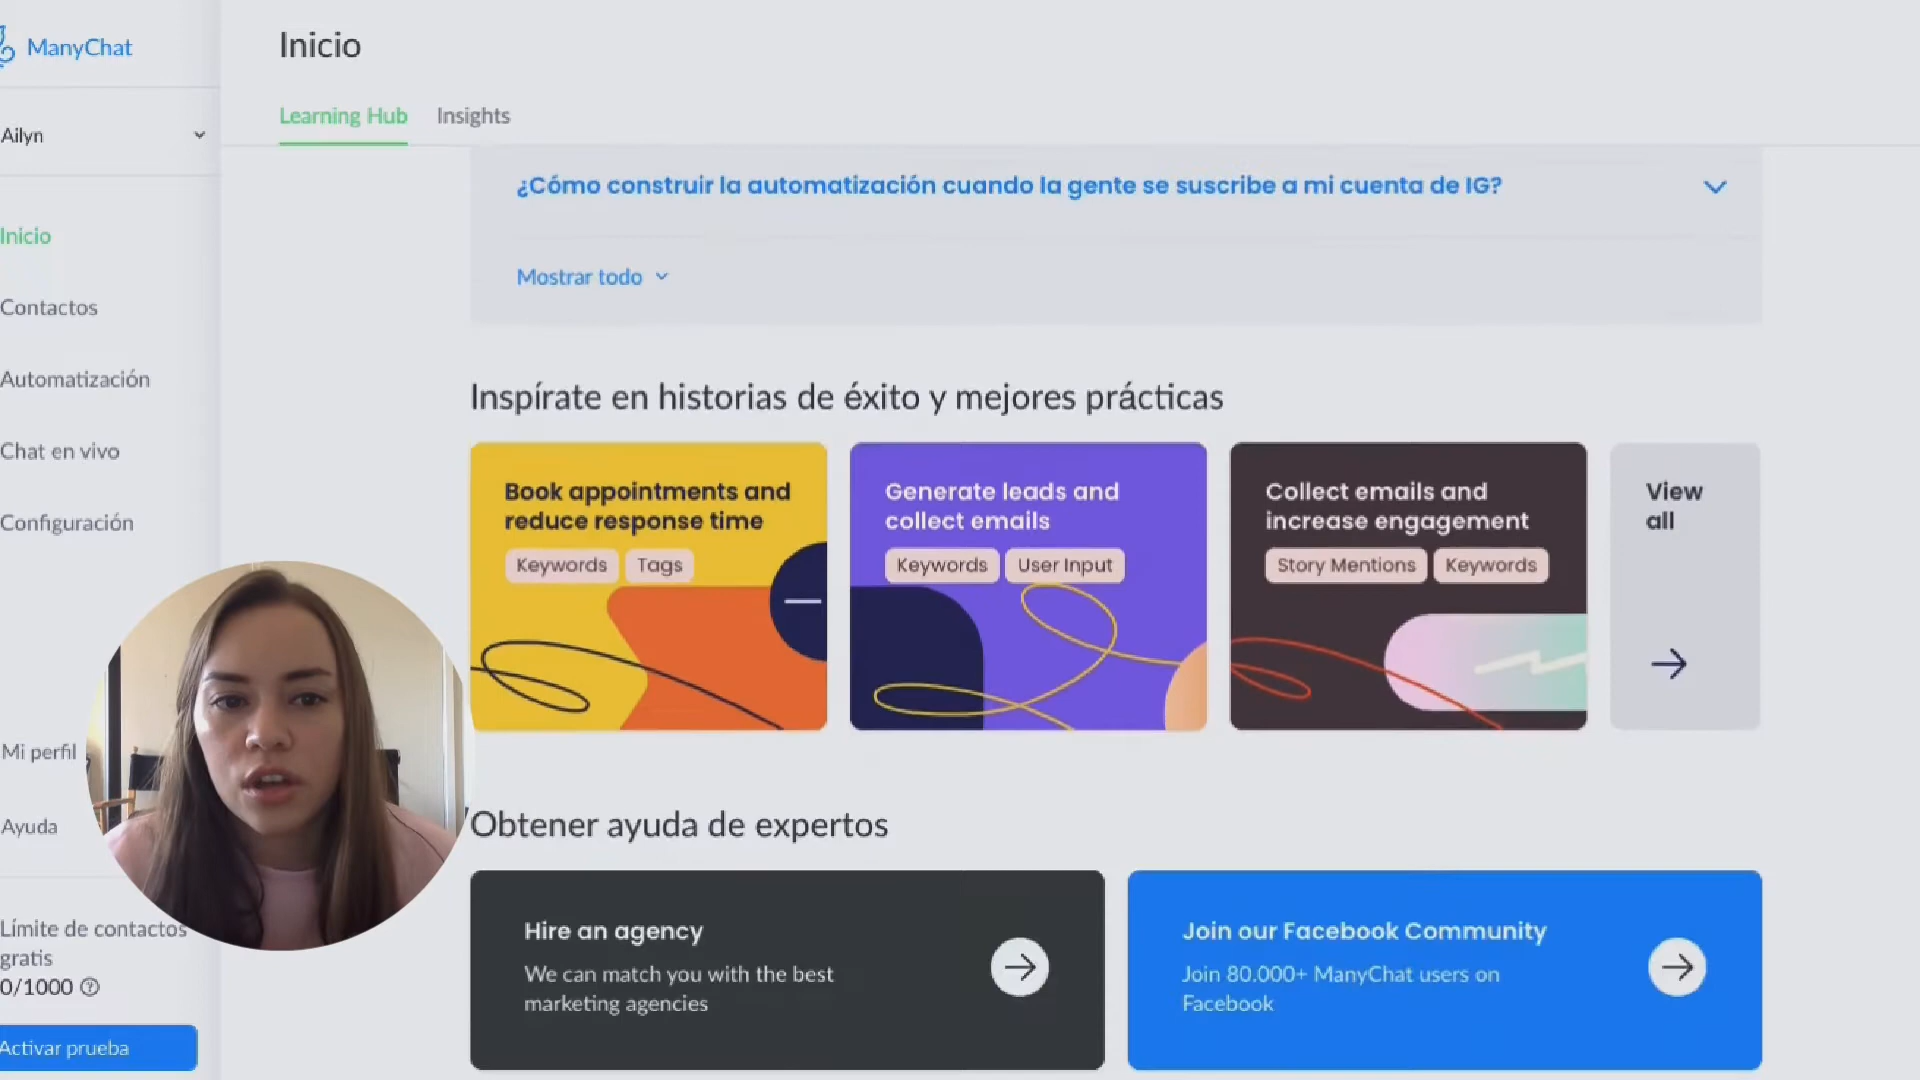 ManyChat
Ailyn
Inicio
Contactos
Automatización
Chat en vivo
Configuración
Mi perfil
Ayuda
Límite de contactos
gratis
0/1000
Activar prueba
Inicio
Learning Hub
Insights
¿Cómo construir la automatización cuando la gente se suscribe a mi cuenta de IG?
Mostrar todo
Inspírate en historias de éxito y mejores prácticas
Book appointments and
reduce response time
Keywords
Tags
Generate leads and
collect emails
Keywords
User Input
Collect emails and
increase engagement
Story Mentions
Keywords
View
all
Obtener ayuda de expertos
Hire an agency
We can match you with the best
marketing agencies
Join our Facebook Community
Join 80.000+ ManyChat users on
Facebook